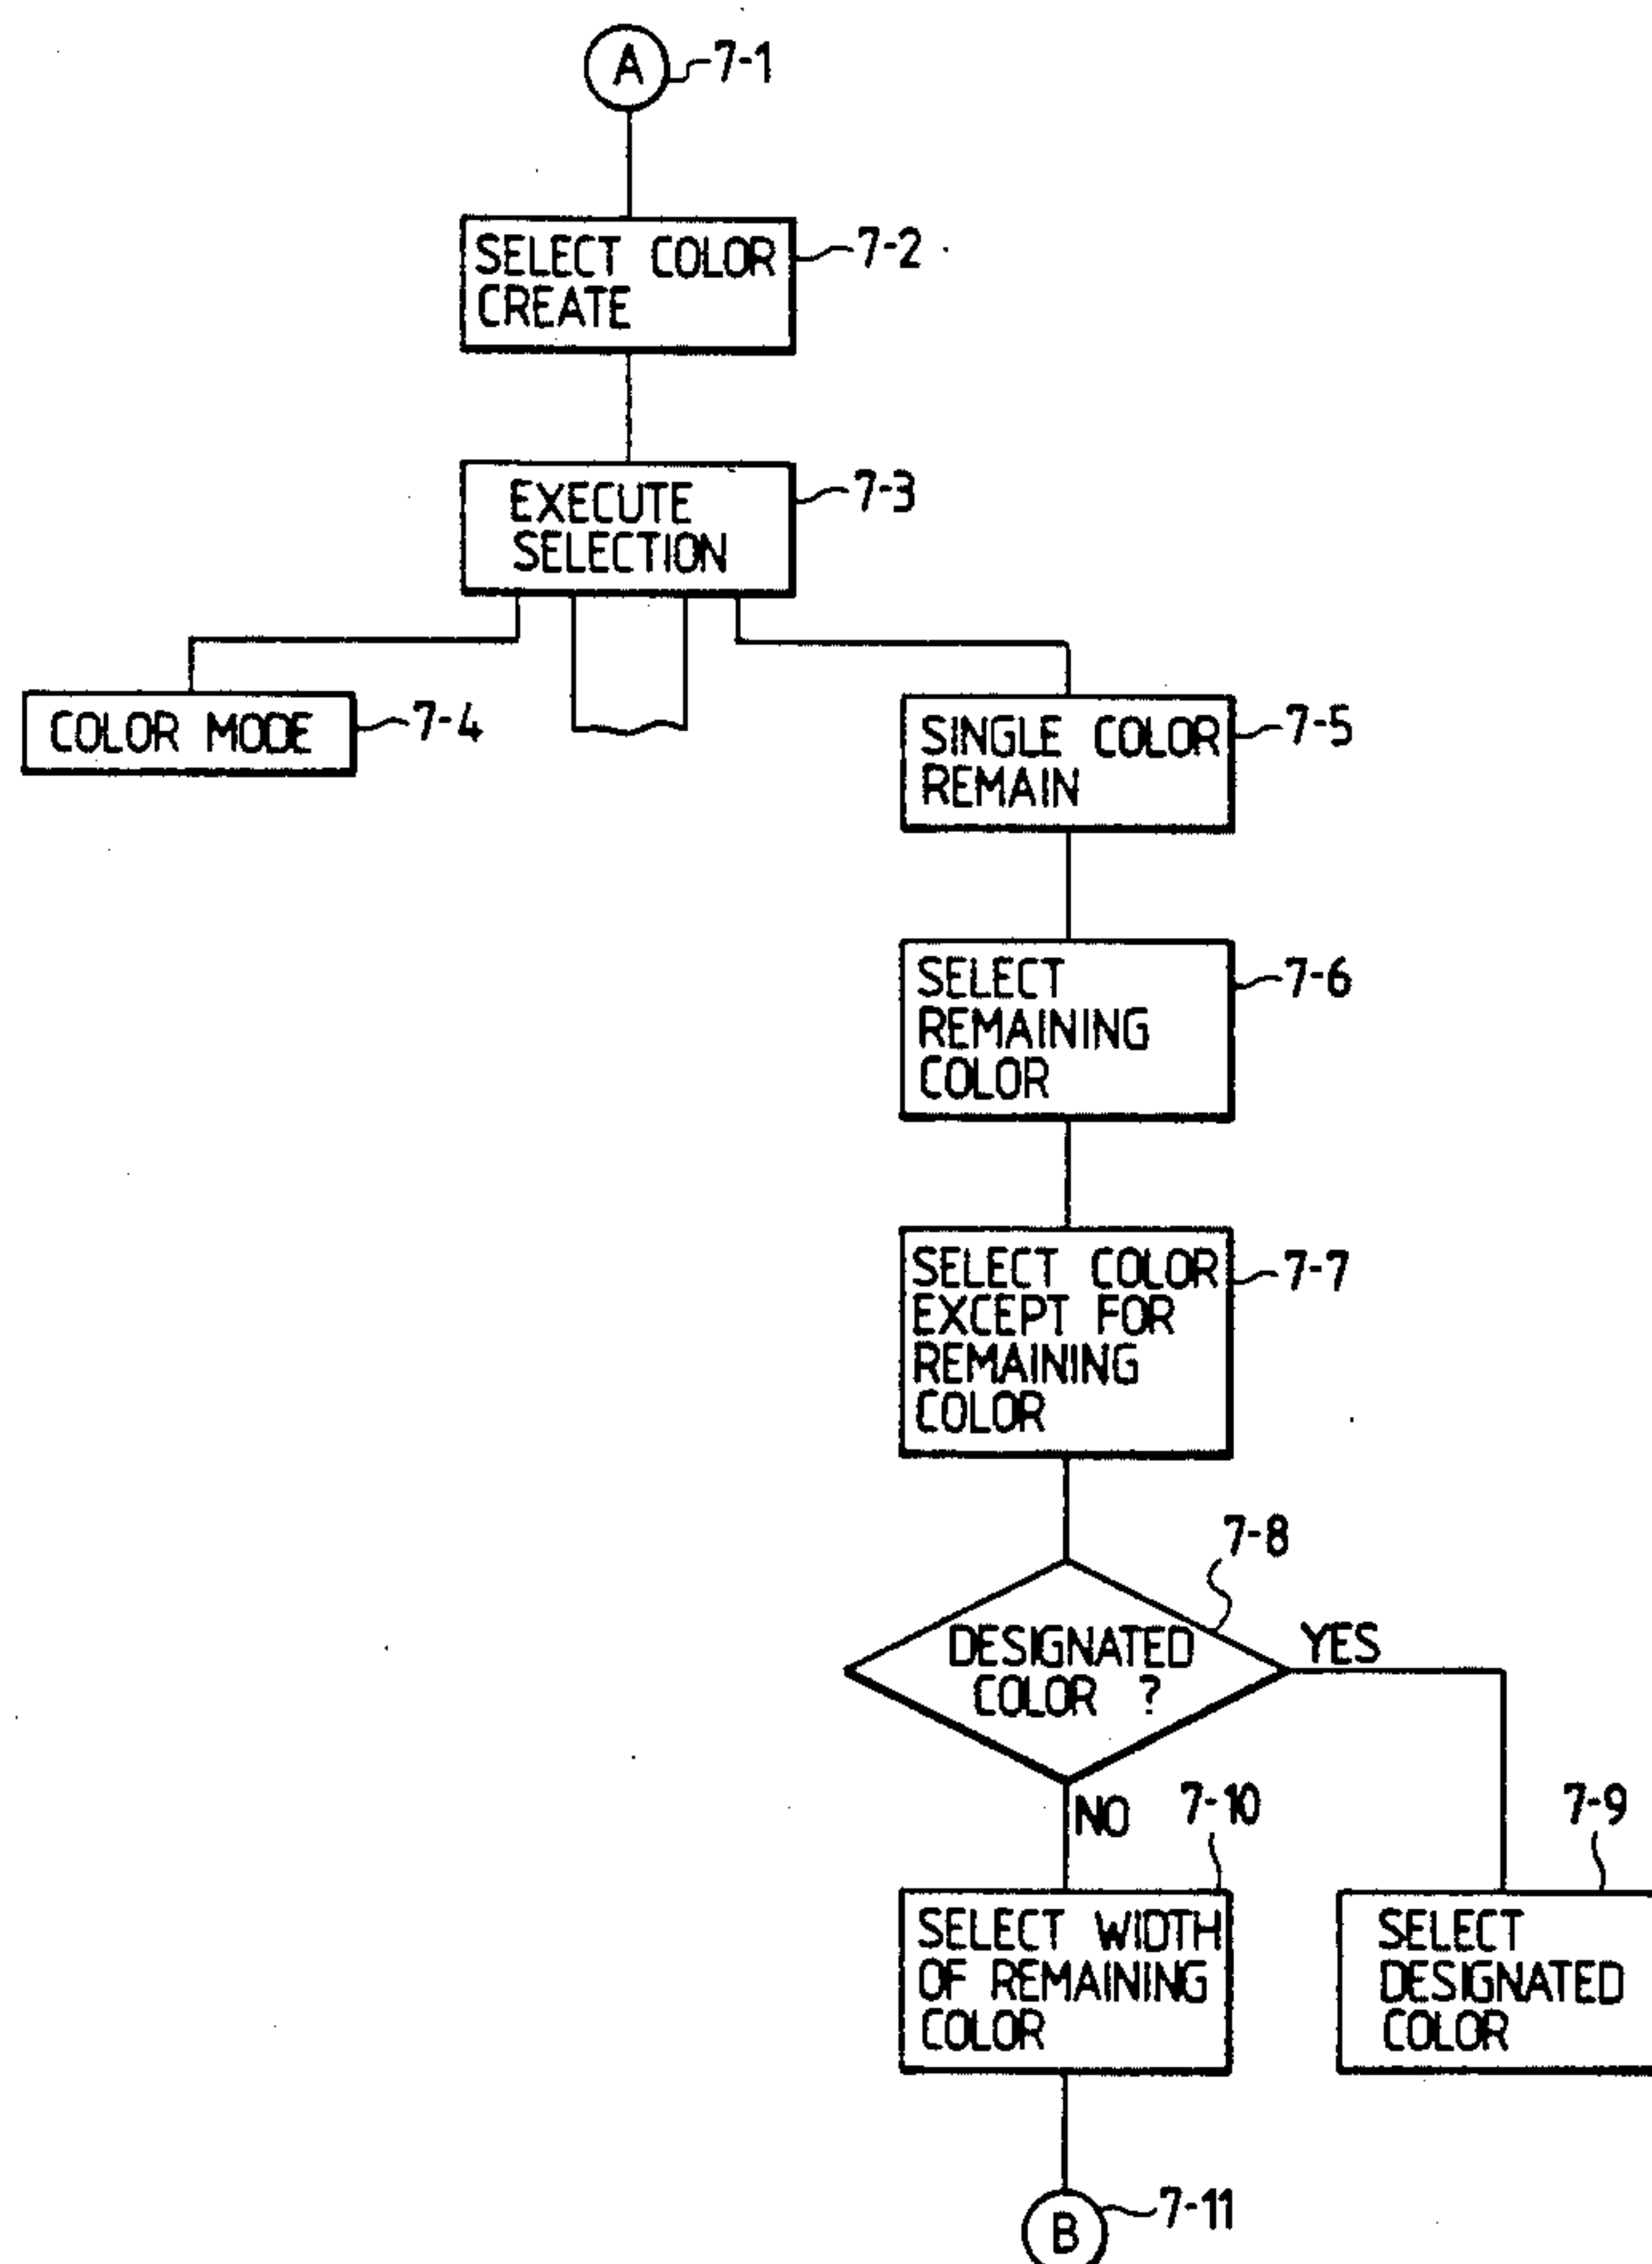 A
7-1
SELECT COLOR
CREATE
7-2
EXECUTE
SELECTION
7-3
COLOR MODE
7-4
SINGLE COLOR
REMAIN
7-5
SELECT
REMAINING
COLOR
7-6
SELECT COLOR
EXCEPT FOR
REMAINING
COLOR
7-7
7-8
DESIGNATED
COLOR ?
YES
NO
7-10
SELECT WIDTH
OF REMAINING
COLOR
7-9
SELECT
DESIGNATED
COLOR
7-11
B